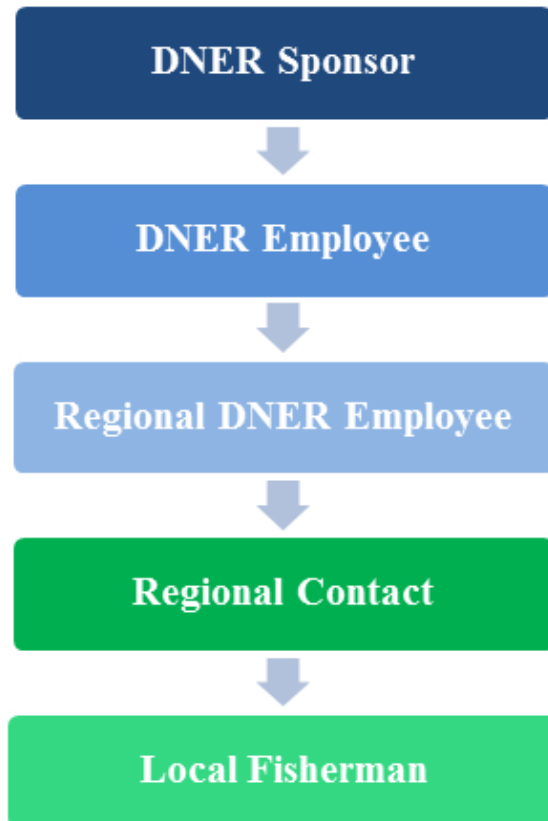 DNER Sponsor
DNER Employee
Regional DNER Employee
Regional Contact
Local Fisherman